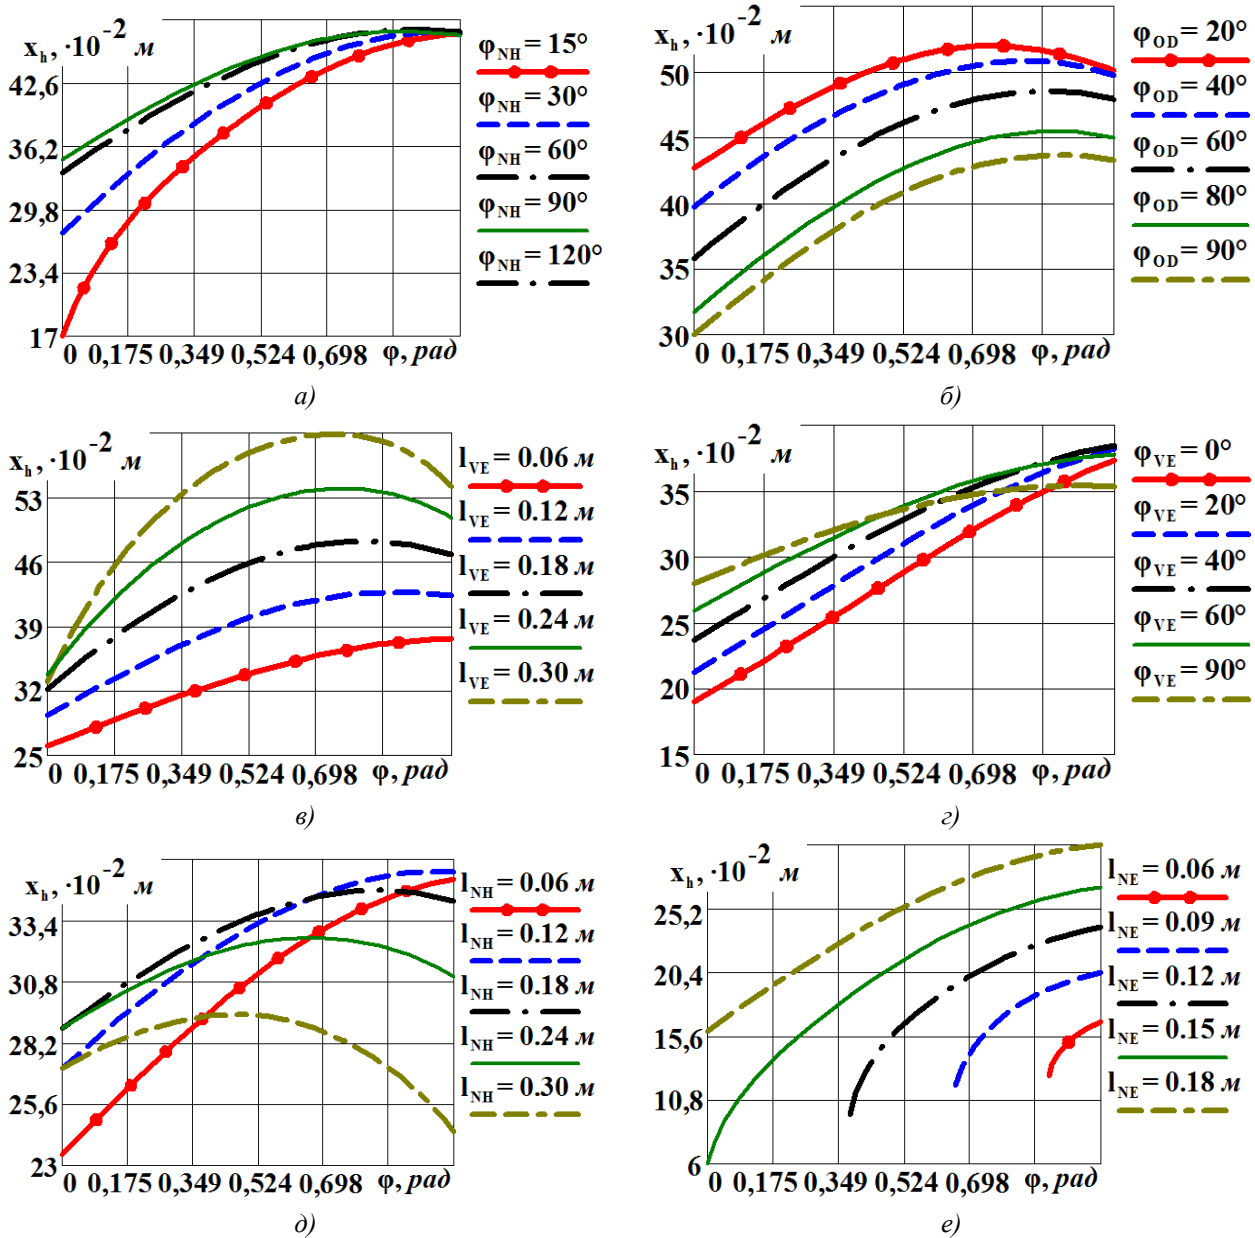 x_h, ·10⁻² м
42,6
36,2
29,8
23,4
17
0 0,175 0,349 0,524 0,698 φ, рад
φ_NH = 15°
φ_NH = 30°
φ_NH = 60°
φ_NH = 90°
φ_NH = 120°
а)
x_h, ·10⁻² м
50
45
40
35
30
0 0,175 0,349 0,524 0,698 φ, рад
φ_OD = 20°
φ_OD = 40°
φ_OD = 60°
φ_OD = 80°
φ_OD = 90°
б)
x_h, ·10⁻² м
53
46
39
32
25
0 0,175 0,349 0,524 0,698 φ, рад
l_VE = 0.06 м
l_VE = 0.12 м
l_VE = 0.18 м
l_VE = 0.24 м
l_VE = 0.30 м
в)
x_h, ·10⁻² м
35
30
25
20
15
0 0,175 0,349 0,524 0,698 φ, рад
φ_VE = 0°
φ_VE = 20°
φ_VE = 40°
φ_VE = 60°
φ_VE = 90°
г)
x_h, ·10⁻² м
33,4
30,8
28,2
25,6
23
0 0,175 0,349 0,524 0,698 φ, рад
l_NH = 0.06 м
l_NH = 0.12 м
l_NH = 0.18 м
l_NH = 0.24 м
l_NH = 0.30 м
д)
x_h, ·10⁻² м
25,2
20,4
15,6
10,8
6
0 0,175 0,349 0,524 0,698 φ, рад
l_NE = 0.06 м
l_NE = 0.09 м
l_NE = 0.12 м
l_NE = 0.15 м
l_NE = 0.18 м
е)